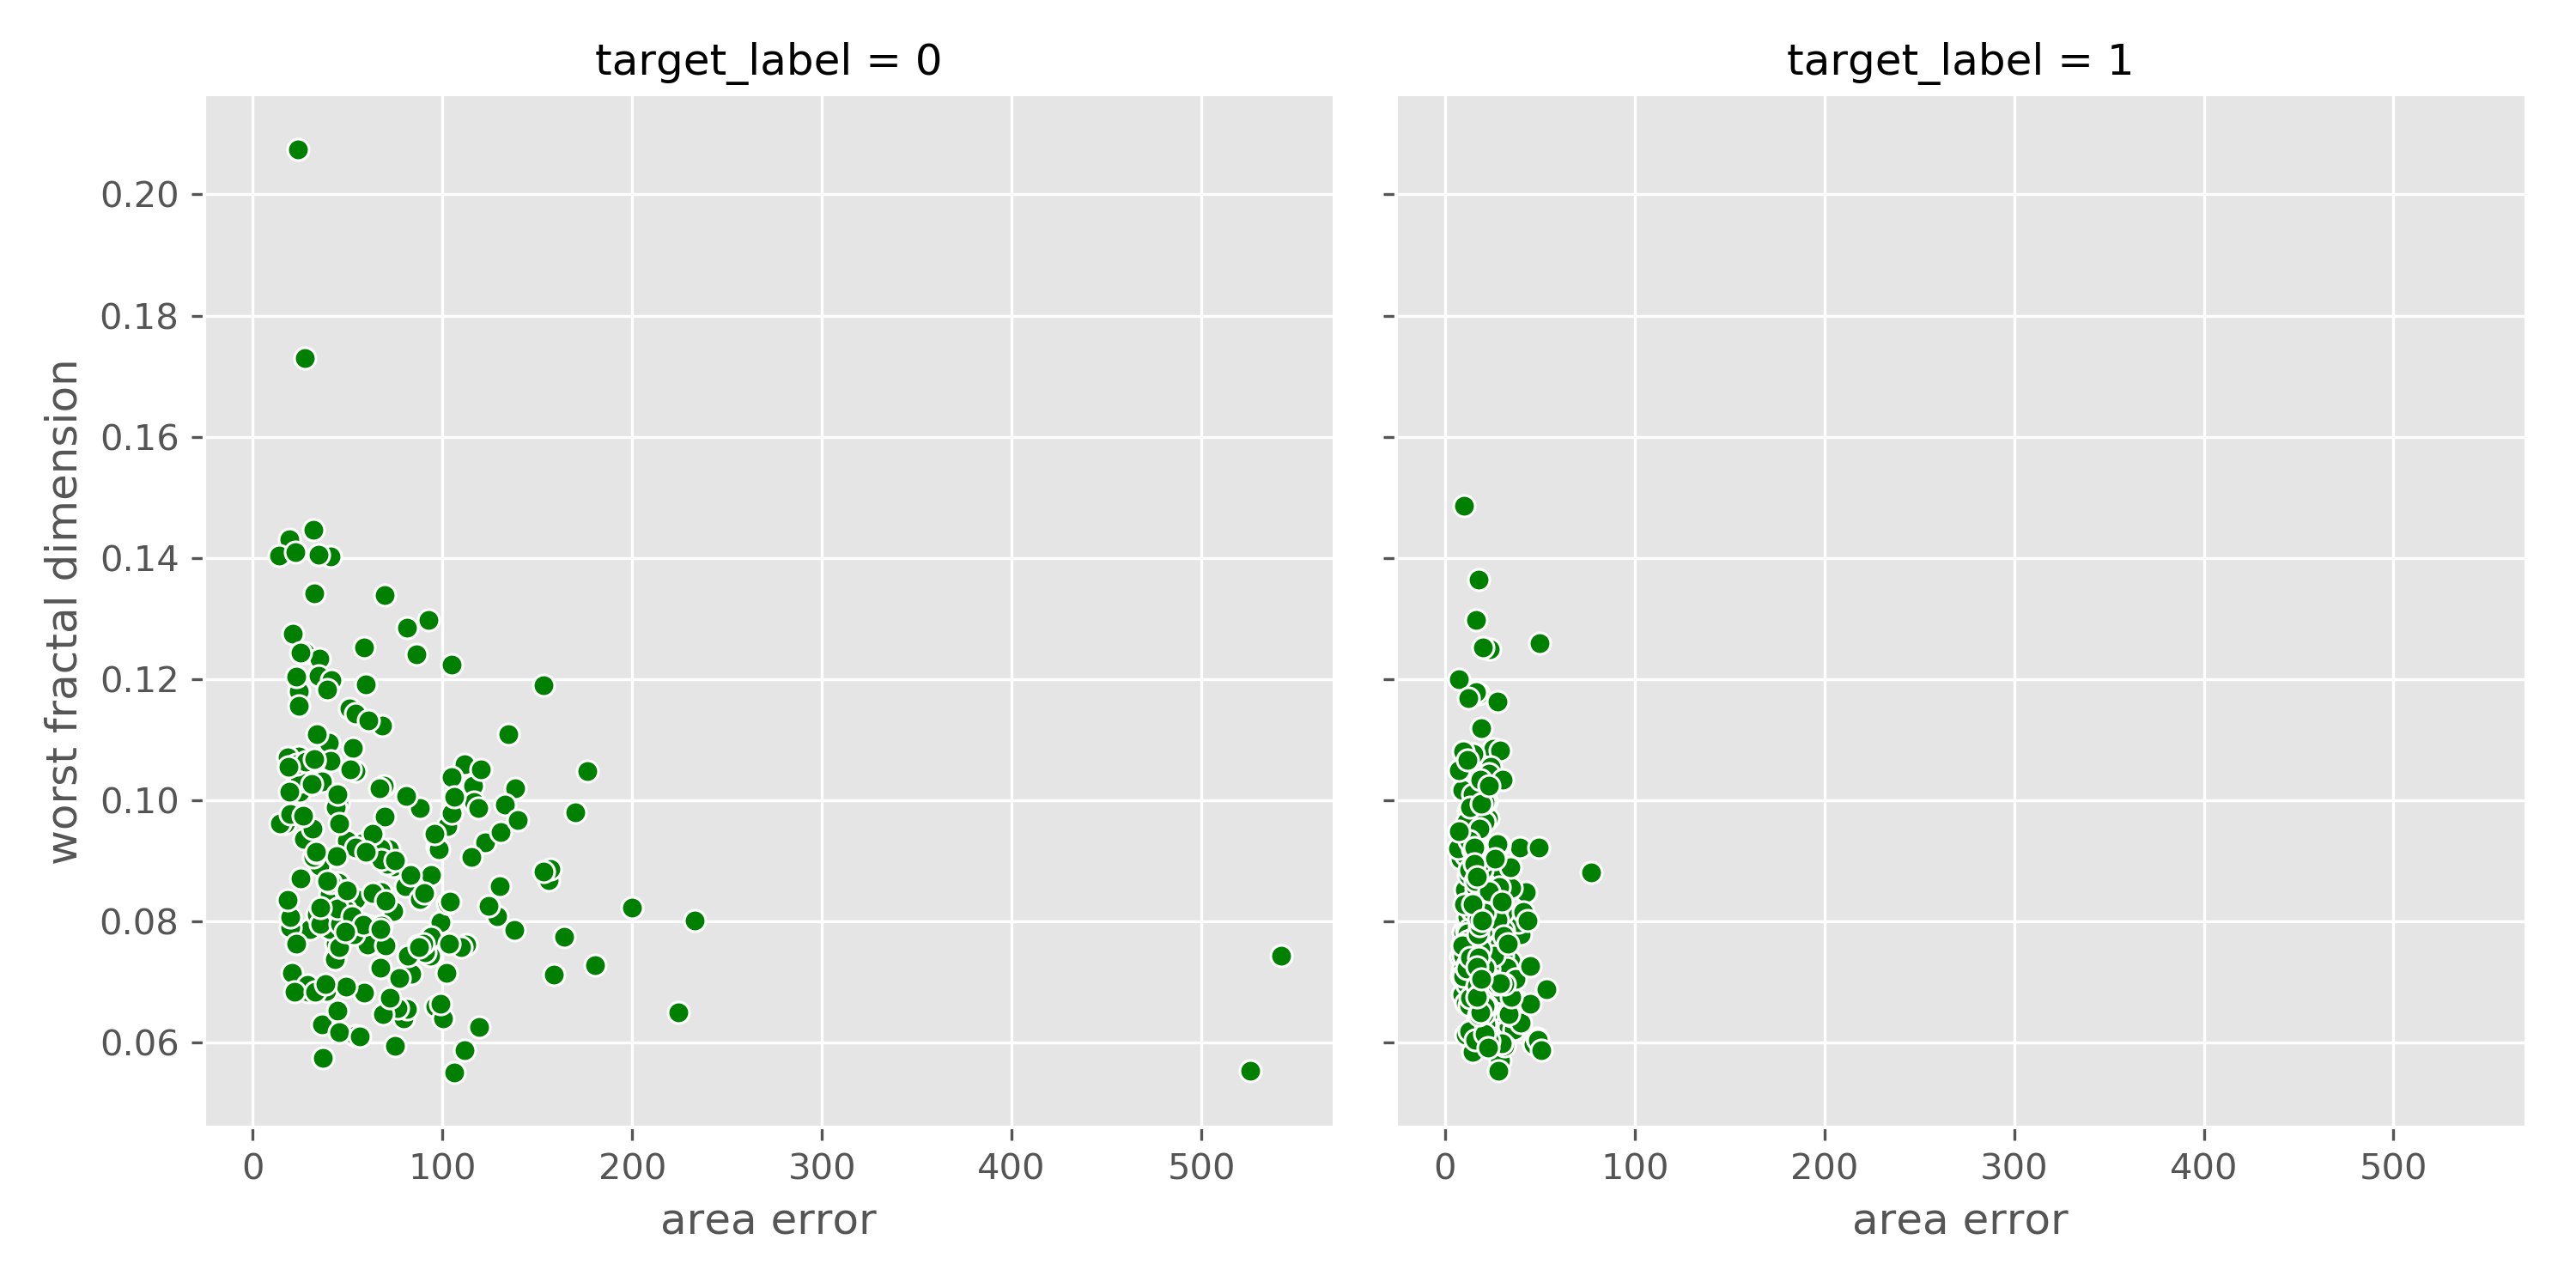 target_label = 0
target_label = 1
worst fractal dimension
0.20
0.18
0.16
0.14
0.12
0.10
0.08
0.06
0 100 200 300 400 500
0 100 200 300 400 500
area error
area error